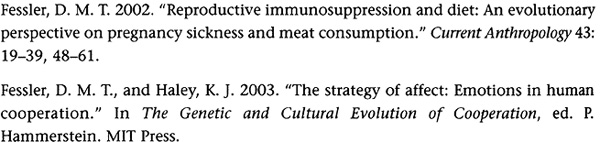 Fessler, D. M. T. 2002. “Reproductive immunosuppression and diet: An evolutionary
perspective on pregnancy sickness and meat consumption.” Current Anthropology 43:
19–39, 48–61.
Fessler, D. M. T., and Haley, K. J. 2003. “The strategy of affect: Emotions in human
cooperation.” In The Genetic and Cultural Evolution of Cooperation, ed. P.
Hammerstein. MIT Press.